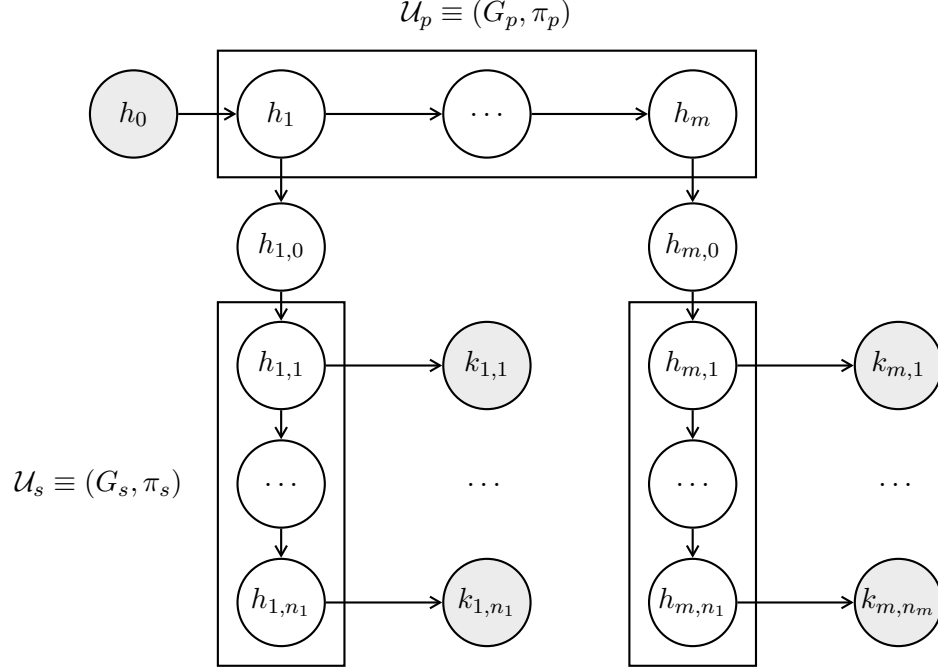 𝒰_p ≡ (G_p, π_p)
h_0 h_1 ⋯ h_m
h_{1,0} h_{m,0}
h_{1,1} k_{1,1} h_{m,1} k_{m,1}
𝒰_s ≡ (G_s, π_s) ⋯ ⋯ ⋯ ⋯
h_{1,n_1} k_{1,n_1} h_{m,n_1} k_{m,n_m}